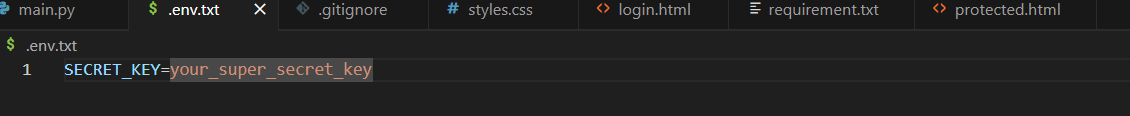 main.py .env.txt .gitignore styles.css login.html requirement.txt protected.html
.env.txt
1 SECRET_KEY=your_super_secret_key